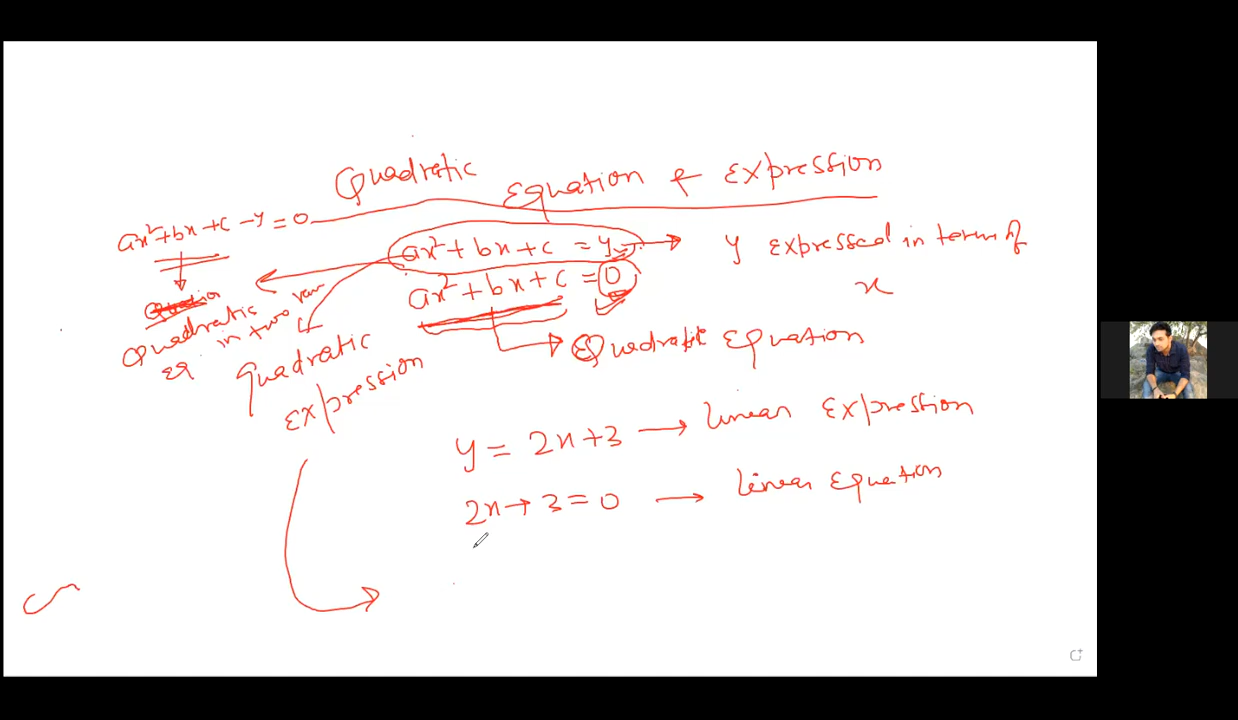 Quadratic Equation & Expression
ax²+bx+c-y=0
ax²+bx+c = y → y expressed in term of
x
ax²+bx+c = 0
Quadratic
in two var
Quadratic Equation
Quadratic
Expression
y = 2x+3 → linear Expression
2x+3=0 → linear Equation